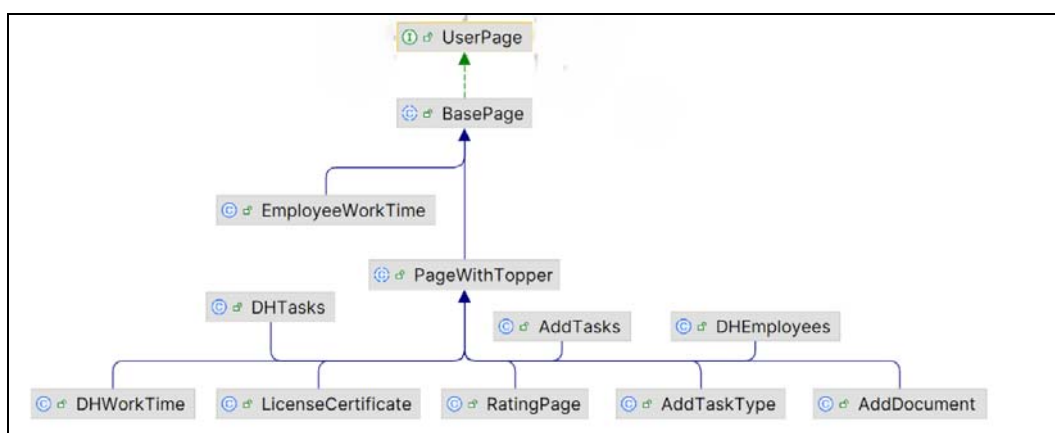 UserPage
BasePage
EmployeeWorkTime
PageWithTopper
DHTasks
AddTasks
DHEmployees
DHWorkTime
LicenseCertificate
RatingPage
AddTaskType
AddDocument